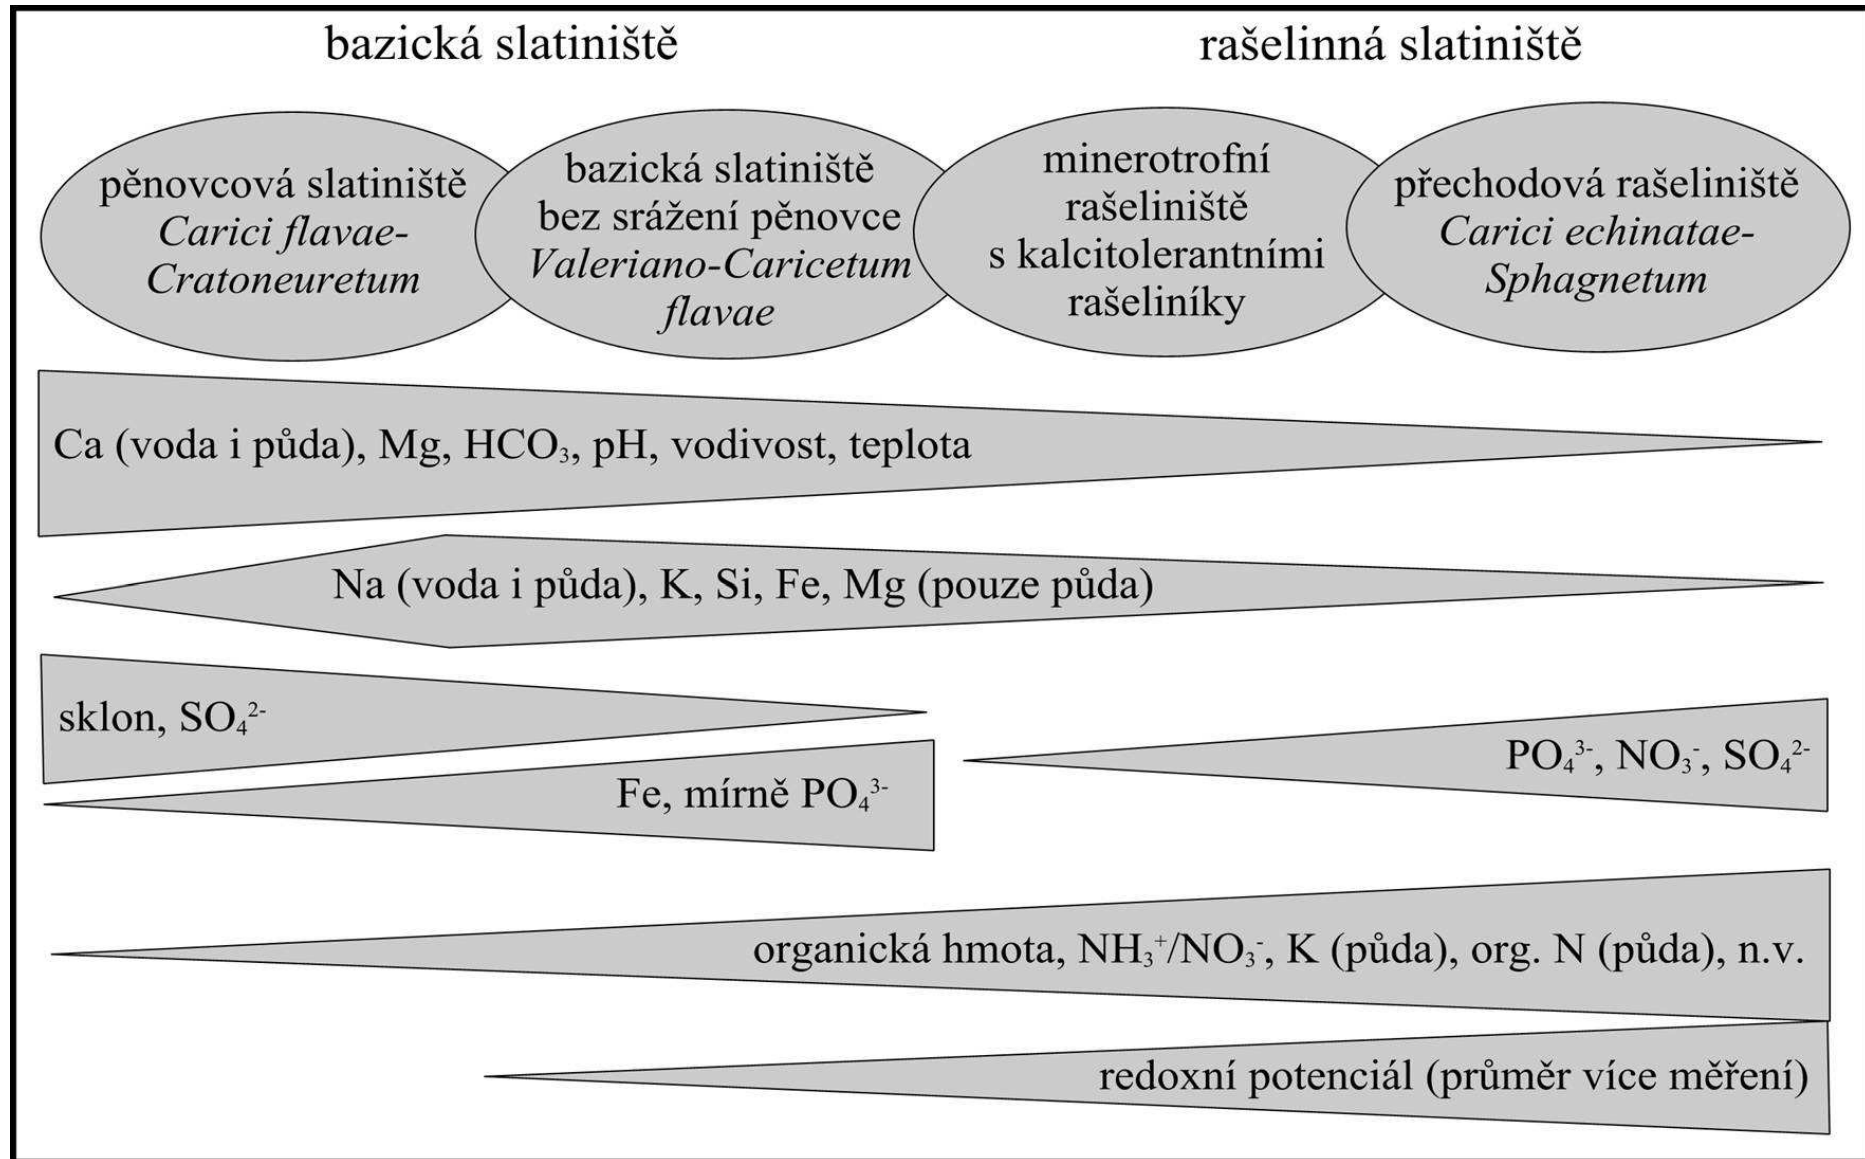 bazická slatiniště
rašelinná slatiniště
pěnovcová slatiniště
Carici flavae-
Cratoneuretum
bazická slatiniště
bez srážení pěnovce
Valeriano-Caricetum
flavae
minerotrofní
rašeliniště
s kalcitolerantními
rašeliníky
přechodová rašeliniště
Carici echinatae-
Sphagnetum
Ca (voda i půda), Mg, HCO₃, pH, vodivost, teplota
Na (voda i půda), K, Si, Fe, Mg (pouze půda)
sklon, SO₄²⁻
PO₄³⁻, NO₃⁻, SO₄²⁻
Fe, mírně PO₄³⁻
organická hmota, NH₃⁺/NO₃⁻, K (půda), org. N (půda), n.v.
redoxní potenciál (průměr více měření)